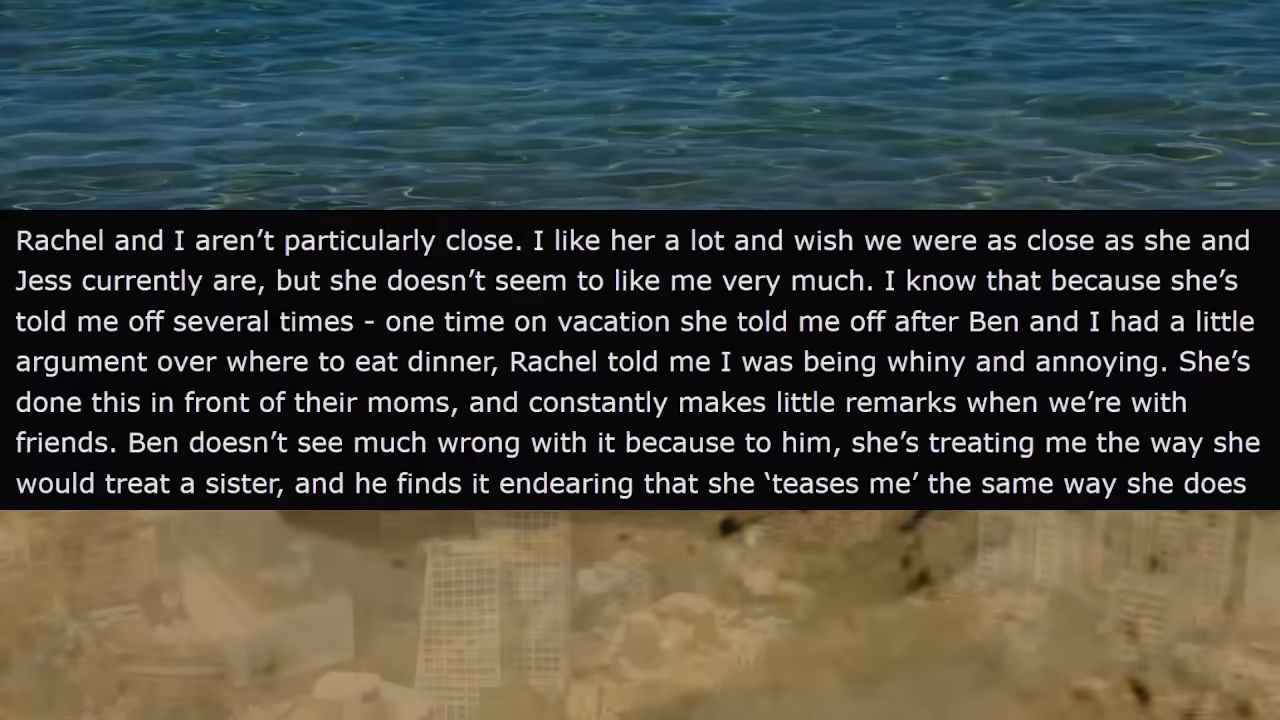 Rachel and I aren’t particularly close. I like her a lot and wish we were as close as she and
Jess currently are, but she doesn’t seem to like me very much. I know that because she’s
told me off several times - one time on vacation she told me off after Ben and I had a little
argument over where to eat dinner, Rachel told me I was being whiny and annoying. She’s
done this in front of their moms, and constantly makes little remarks when we’re with
friends. Ben doesn’t see much wrong with it because to him, she’s treating me the way she
would treat a sister, and he finds it endearing that she ‘teases me’ the same way she does